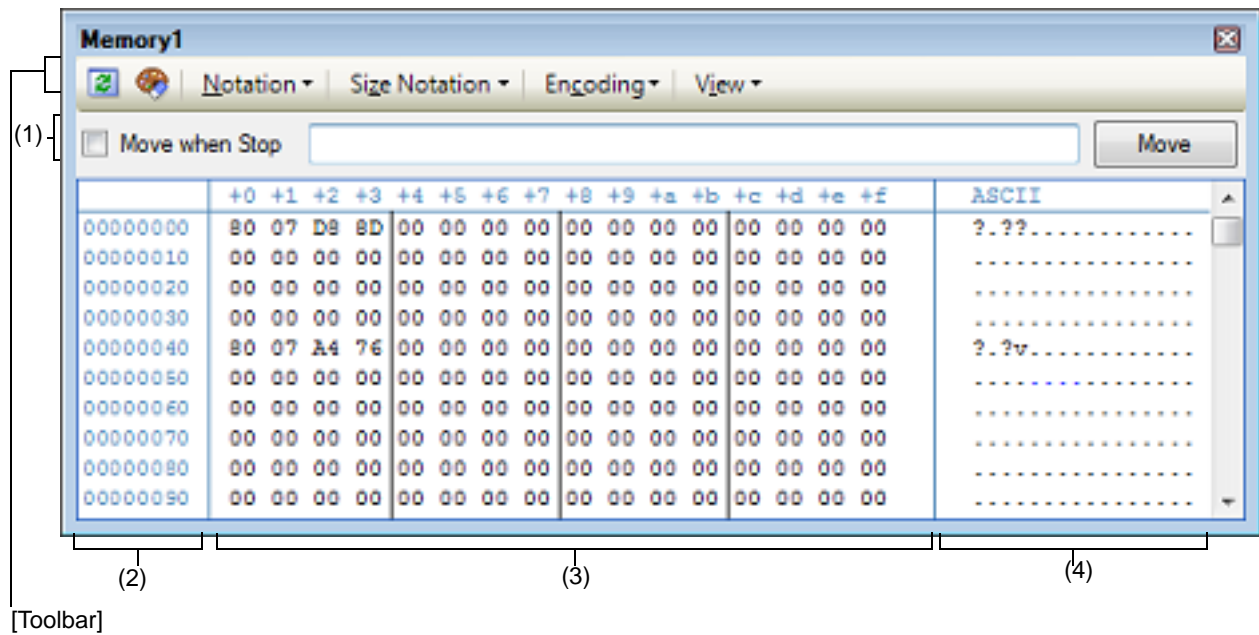 Memory1
Notation Size Notation Encoding View
(1) Move when Stop Move
+0 +1 +2 +3 +4 +5 +6 +7 +8 +9 +a +b +c +d +e +f ASCII
00000000 80 07 D8 8D 00 00 00 00 00 00 00 00 00 00 00 00 ?.??............
00000010 00 00 00 00 00 00 00 00 00 00 00 00 00 00 00 00 ................
00000020 00 00 00 00 00 00 00 00 00 00 00 00 00 00 00 00 ................
00000030 00 00 00 00 00 00 00 00 00 00 00 00 00 00 00 00 ................
00000040 80 07 A4 76 00 00 00 00 00 00 00 00 00 00 00 00 ?.?v............
00000050 00 00 00 00 00 00 00 00 00 00 00 00 00 00 00 00 ................
00000060 00 00 00 00 00 00 00 00 00 00 00 00 00 00 00 00 ................
00000070 00 00 00 00 00 00 00 00 00 00 00 00 00 00 00 00 ................
00000080 00 00 00 00 00 00 00 00 00 00 00 00 00 00 00 00 ................
00000090 00 00 00 00 00 00 00 00 00 00 00 00 00 00 00 00 ................
(2) (3) (4)
[Toolbar]